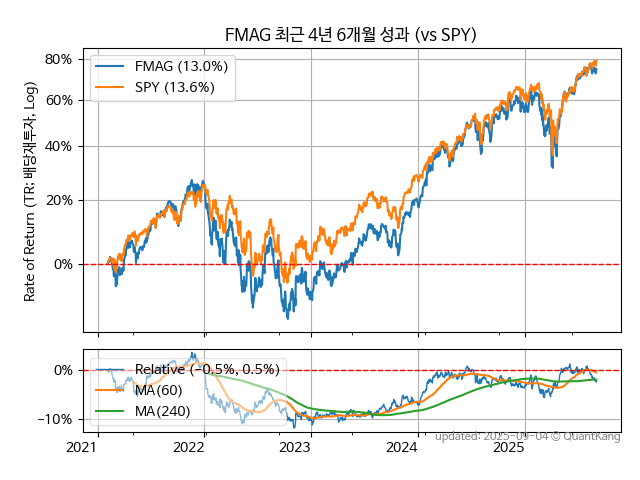 FMAG 최근 4년 6개월 성과 (vs SPY)
80%
60%
40%
20%
0%
Rate of Return (TR: 배당재투자, Log)
FMAG (13.0%)
SPY (13.6%)
0%
−10%
Relative (−0.5%, 0.5%)
MA(60)
MA(240)
2021
2022
2023
2024
2025
updated: 2025-09-04 © QuantKang